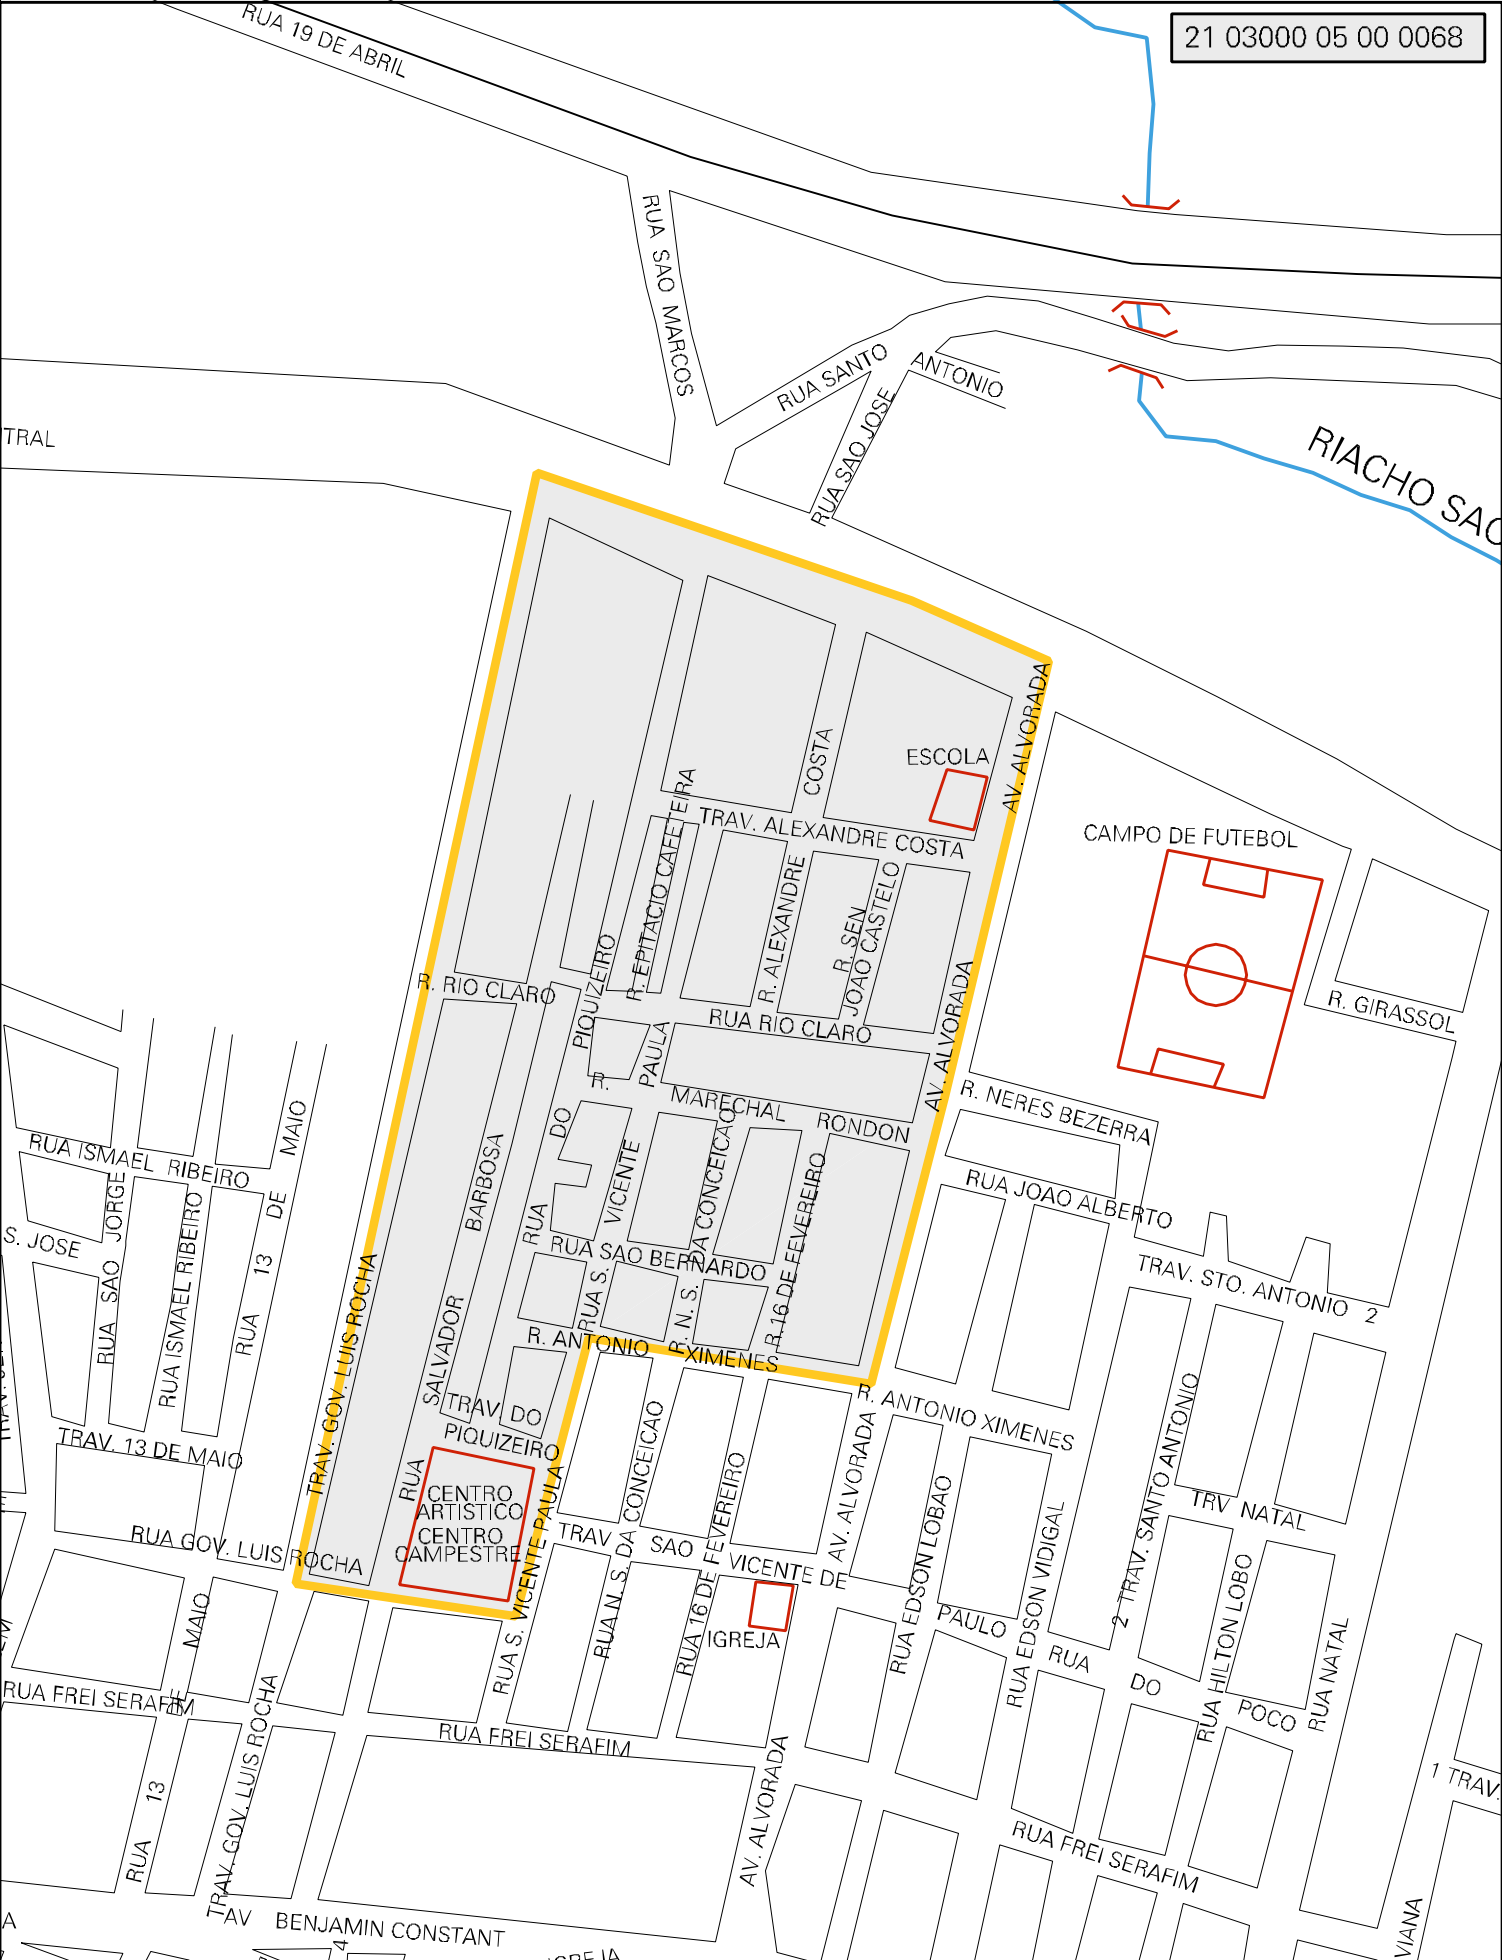 RUA 19 DE ABRIL
21 03000 05 00 0068
RUA SAO MARCOS
RUA SANTO
ANTONIO
RUA SAO JOSE
TRAL
RIACHO SAO
AV. ALVORADA
COSTA
ESCOLA
TRAV. ALEXANDRE COSTA
CAMPO DE FUTEBOL
R. EPITACIO CAFETEIRA
R. ALEXANDRE
R. SEN
JOAO CASTELO
PIQUIZEIRO
R. RIO CLARO
RUA RIO CLARO
AV. ALVORADA
R. GIRASSOL
PAULA
R.
MARECHAL
RONDON
R. NERES BEZERRA
MAIO
DO
RUA ISMAEL RIBEIRO
BARBOSA
VICENTE
DA CONCEICAO
R.16 DE FEVEREIRO
RUA JOAO ALBERTO
S. JOSE
RUA SAO JORGE
RUA ISMAEL RIBEIRO
RUA 13 DE
RUA
RUA SAO BERNARDO
TRAV. STO. ANTONIO 2
TRAV. GOV. LUIS ROCHA
SALVADOR
RUA S.
R. N. S.
R. ANTONIO
XIMENES
R. ANTONIO XIMENES
TRAV. DO
PIQUIZEIRO
TRAV. 13 DE MAIO
RUA
CENTRO
ARTISTICO
CENTRO
CAMPESTRE
RUA S. VICENTE PAULA
RUA N. S. DA CONCEICAO
RUA 16 DE FEVEREIRO
AV. ALVORADA
RUA EDSON LOBAO
RUA EDSON VIDIGAL
2 TRAV. SANTO ANTONIO
TRV NATAL
RUA GOV. LUIS ROCHA
TRAV SAO VICENTE DE
PAULO
IGREJA
RUA
DO
POCO
RUA HILTON LOBO
RUA NATAL
MAIO
DE
RUA FREI SERAFIM
RUA FREI SERAFIM
RUA 13
TRAV. GOV. LUIS ROCHA
AV. ALVORADA
1 TRAV.
RUA FREI SERAFIM
AV BENJAMIN CONSTANT
A
4
IGREJA
VIANA